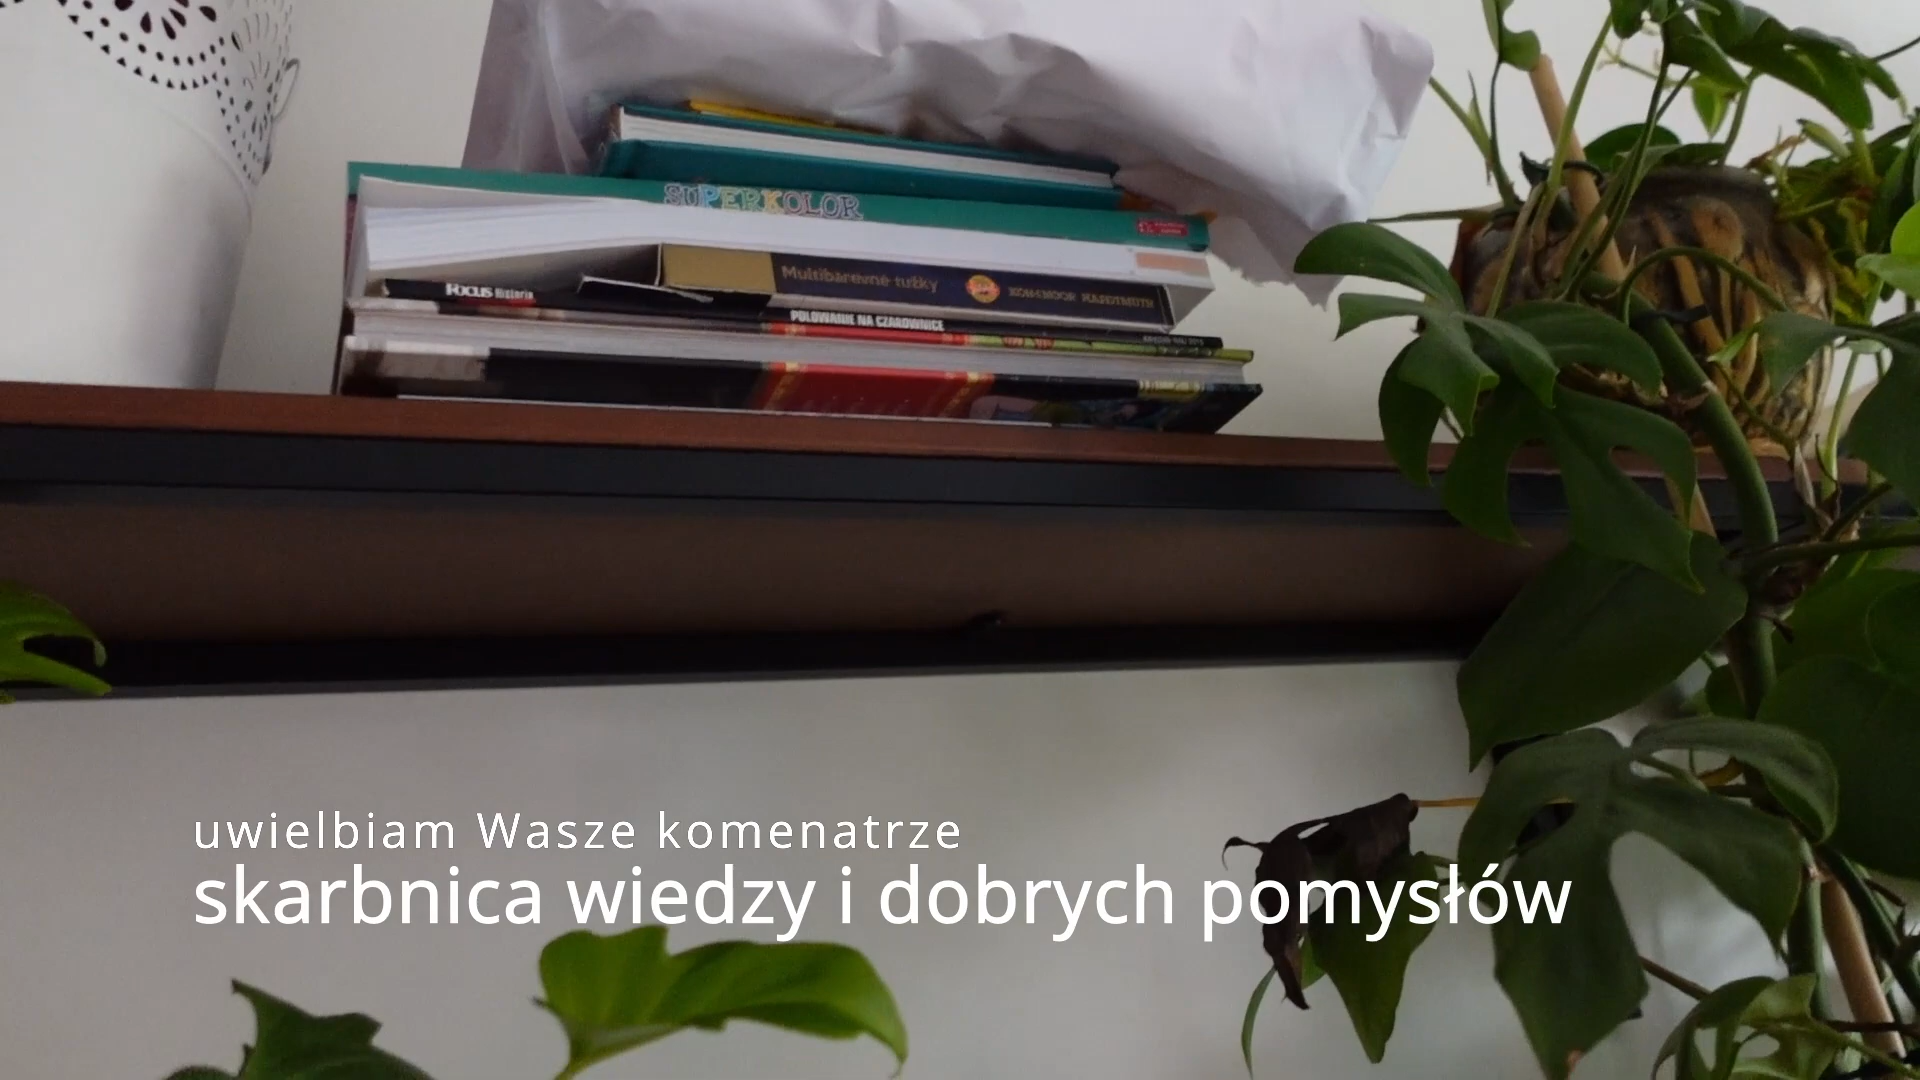 SUPERKOLOR
Multibarevné tužky
KOH-I-NOOR HARDTMUTH
Focus Historia
POLOWANIE NA CZAROWNICE
uwielbiam Wasze komenatrze
skarbnica wiedzy i dobrych pomysłów